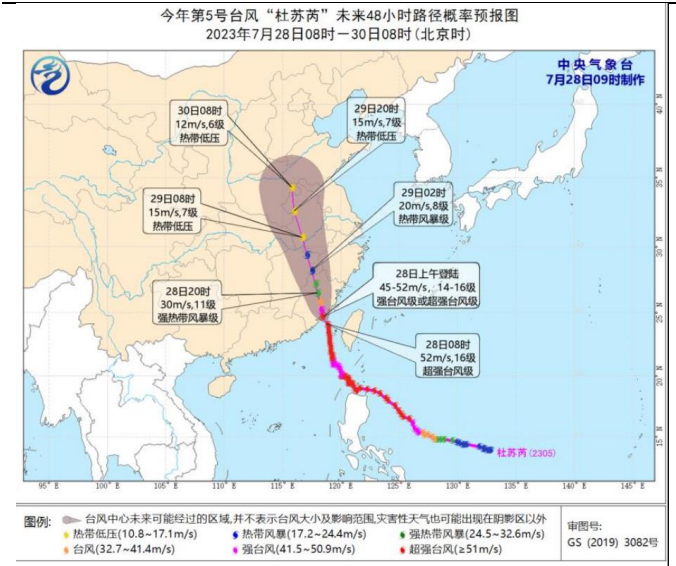 今年第5号台风“杜苏芮”未来48小时路径概率预报图
2023年7月28日08时－30日08时(北京时)
中央气象台
7月28日09时制作
30日08时
12m/s,6级
热带低压
29日20时
15m/s,7级
热带低压
29日08时
15m/s,7级
热带低压
29日02时
20m/s,8级
热带风暴级
28日20时
30m/s,11级
强热带风暴级
28日上午登陆
45-52m/s，14-16级
强台风级或超强台风级
28日08时
52m/s,16级
超强台风级
杜苏芮(2305)
40°N
35°N
30°N
25°N
20°N
15°N
95°E
100°E
105°E
110°E
115°E
120°E
125°E
130°E
135°E
140°E
145°E
图例:
台风中心未来可能经过的区域,并不表示台风大小及影响范围,灾害性天气也可能出现在阴影区以外
热带低压(10.8~17.1m/s)
热带风暴(17.2~24.4m/s)
强热带风暴(24.5~32.6m/s)
台风(32.7~41.4m/s)
强台风(41.5~50.9m/s)
超强台风(≥51m/s)
审图号:
GS (2019) 3082号